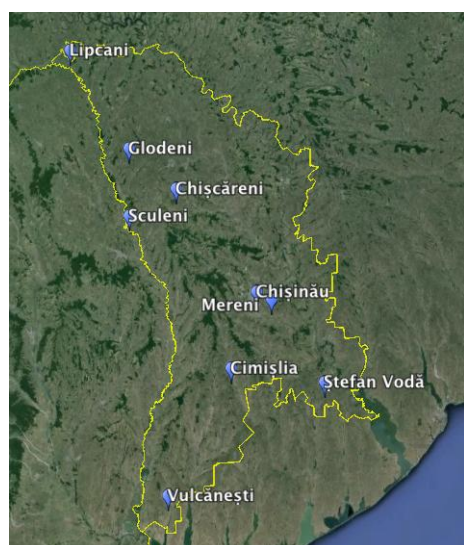 Lipcani
Glodeni
Chișcăreni
Sculeni
Chișinău
Mereni
Cimișlia
Ștefan Vodă
Vulcănești